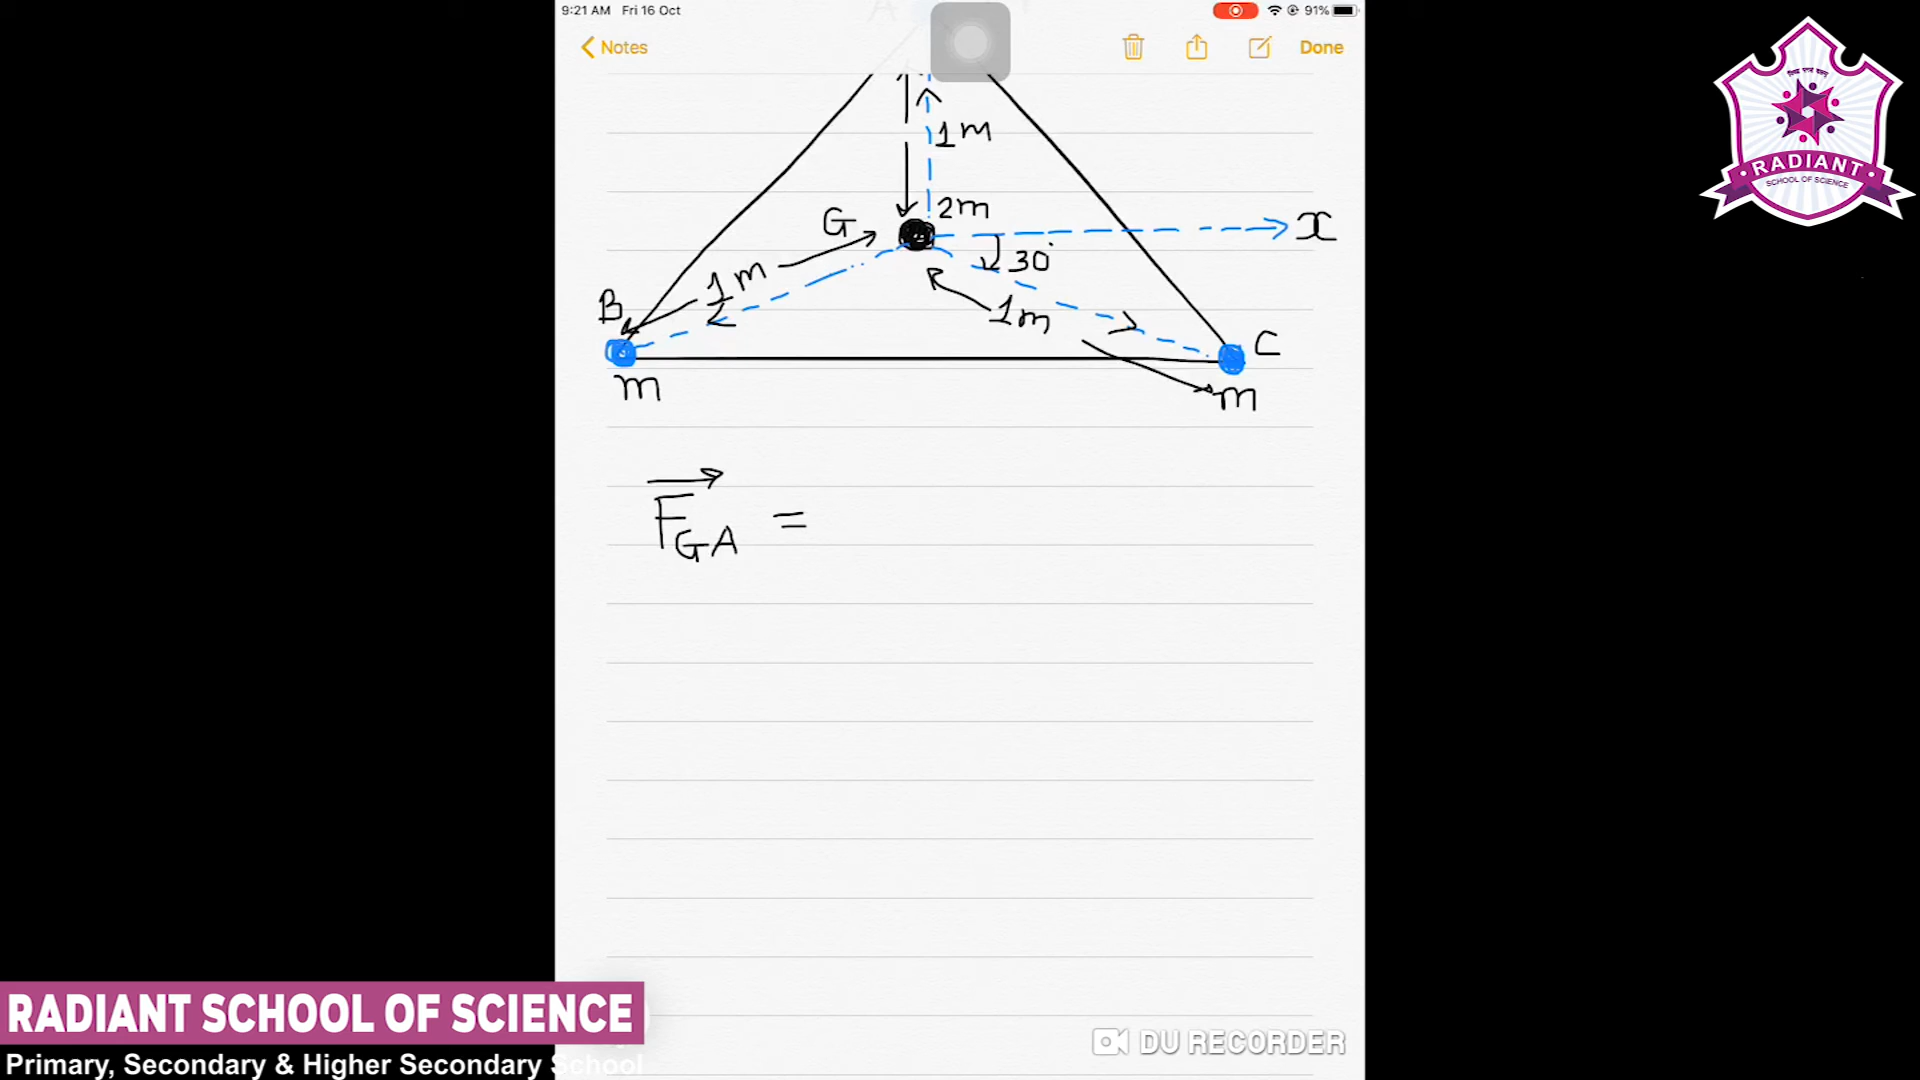 9:21 AM Fri 16 Oct
91%
Notes
Done
1m
G
2m
x
30°
1m
B
1m
C
m
m
F_GA =
RADIANT
SCHOOL OF SCIENCE
RADIANT SCHOOL OF SCIENCE
Primary, Secondary & Higher Secondary School
DU RECORDER